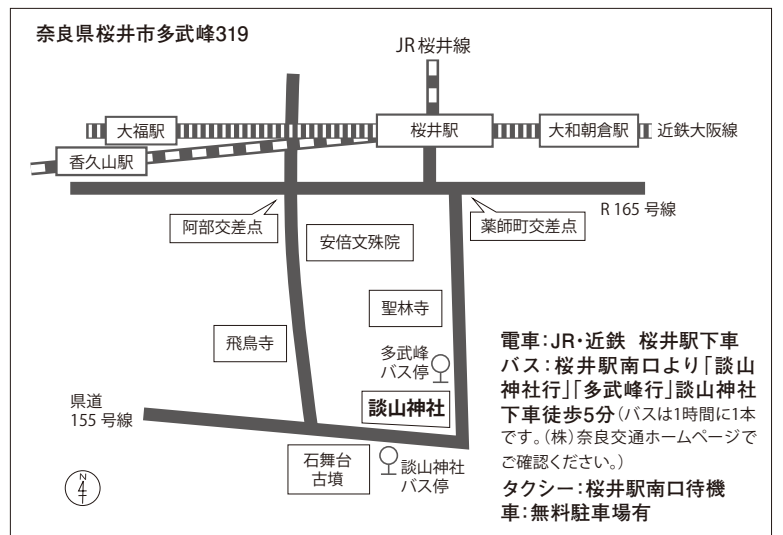 奈良県桜井市多武峰319
JR 桜井線
大福駅
桜井駅
大和朝倉駅
近鉄大阪線
香久山駅
R 165 号線
阿部交差点
薬師町交差点
安倍文殊院
聖林寺
飛鳥寺
多武峰
バス停
談山神社
県道
155 号線
石舞台
古墳
談山神社
バス停
N
電車:JR・近鉄 桜井駅下車
バス:桜井駅南口より「談山
神社行」「多武峰行」談山神社
下車徒歩5分(バスは1時間に1本
です。(株)奈良交通ホームページで
ご確認ください。)
タクシー:桜井駅南口待機
車:無料駐車場有